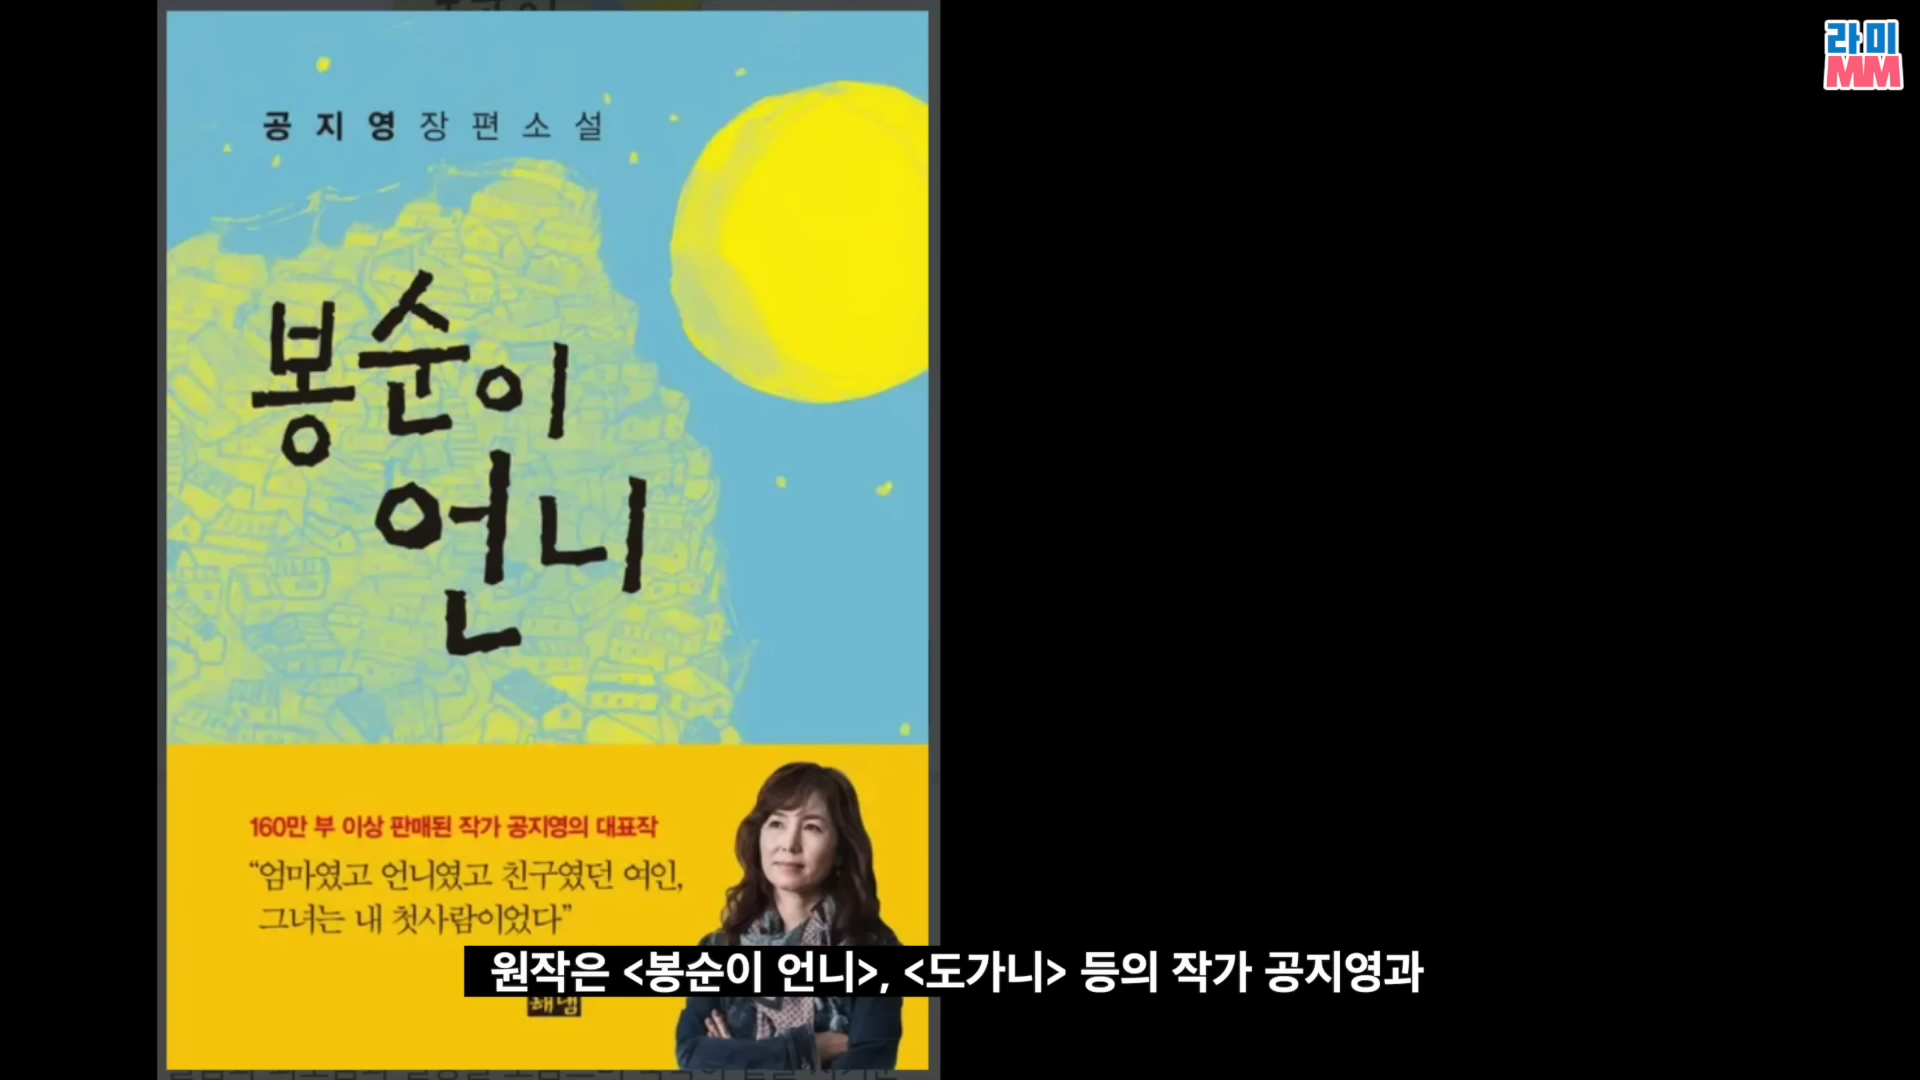 라미
MM
공지영 장편소설
봉순이
언니
160만 부 이상 판매된 작가 공지영의 대표작
“엄마였고 언니였고 친구였던 여인,
그녀는 내 첫사람이었다”
원작은 <봉순이 언니>, <도가니> 등의 작가 공지영과
해냄